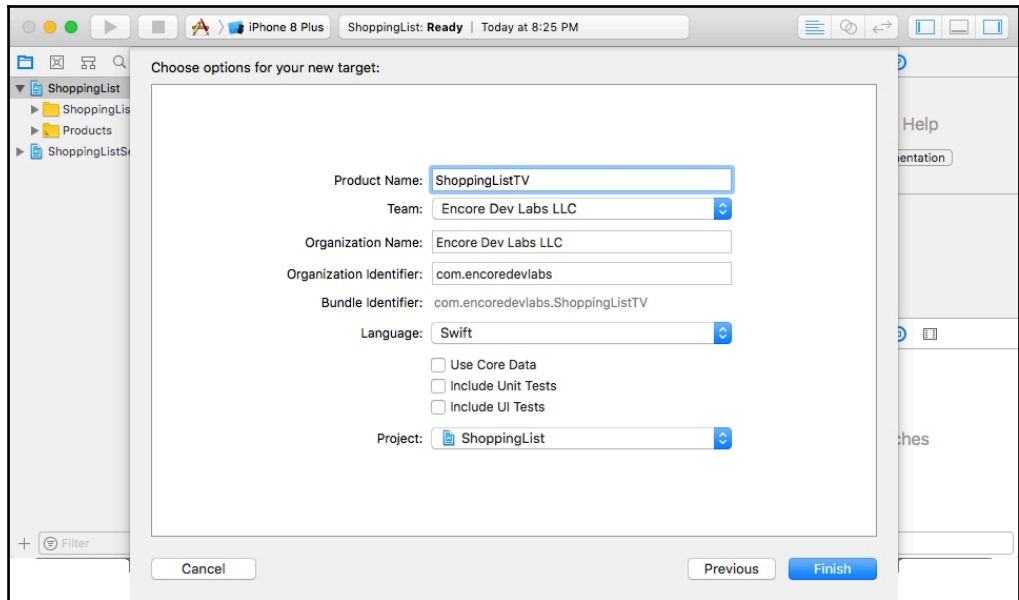 iPhone 8 Plus
ShoppingList: Ready | Today at 8:25 PM
Choose options for your new target:
ShoppingList
ShoppingLis
Products
ShoppingListSe
Help
entation
Product Name: ShoppingListTV
Team: Encore Dev Labs LLC
Organization Name: Encore Dev Labs LLC
Organization Identifier: com.encoredevlabs
Bundle Identifier: com.encoredevlabs.ShoppingListTV
Language: Swift
Use Core Data
Include Unit Tests
Include UI Tests
Project: ShoppingList
ches
Filter
Cancel
Previous
Finish